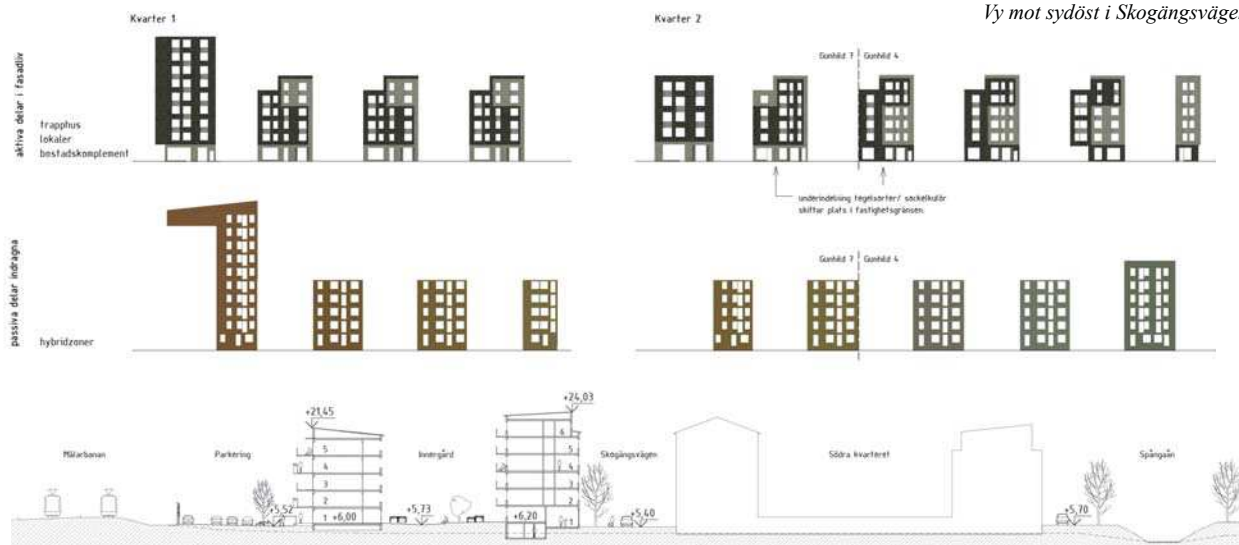 Vy mot sydöst i Skogängsväge
Kvarter 1
Kvarter 2
aktiva delar i fasadliv
Gunhild 7 Gunhild 4
trapphus
lokaler
bostadskomplement
underindelning tegelvarter/ sockelkulör
skiftar plats i fastighetsgränsen
passiva delar indragna
Gunhild 7 Gunhild 4
hybridzoner
+21,45
+24,03
Mälarbanan
Parkering
Innergård
Skogängsvägen
Södra kvarteret
Spångaån
5
4
3
2
1
6
5
4
3
2
1
+5,52
+6,00
+5,73
+6,20
+5,40
+5,70